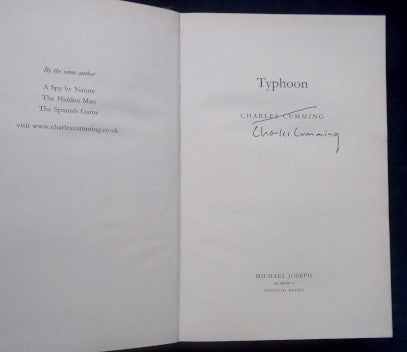 By the same author
A Spy by Nature
The Hidden Man
The Spanish Game
visit www.charlescumming.co.uk
Typhoon
CHARLES CUMMING
Charles Cumming
MICHAEL JOSEPH
an imprint of
PENGUIN BOOKS